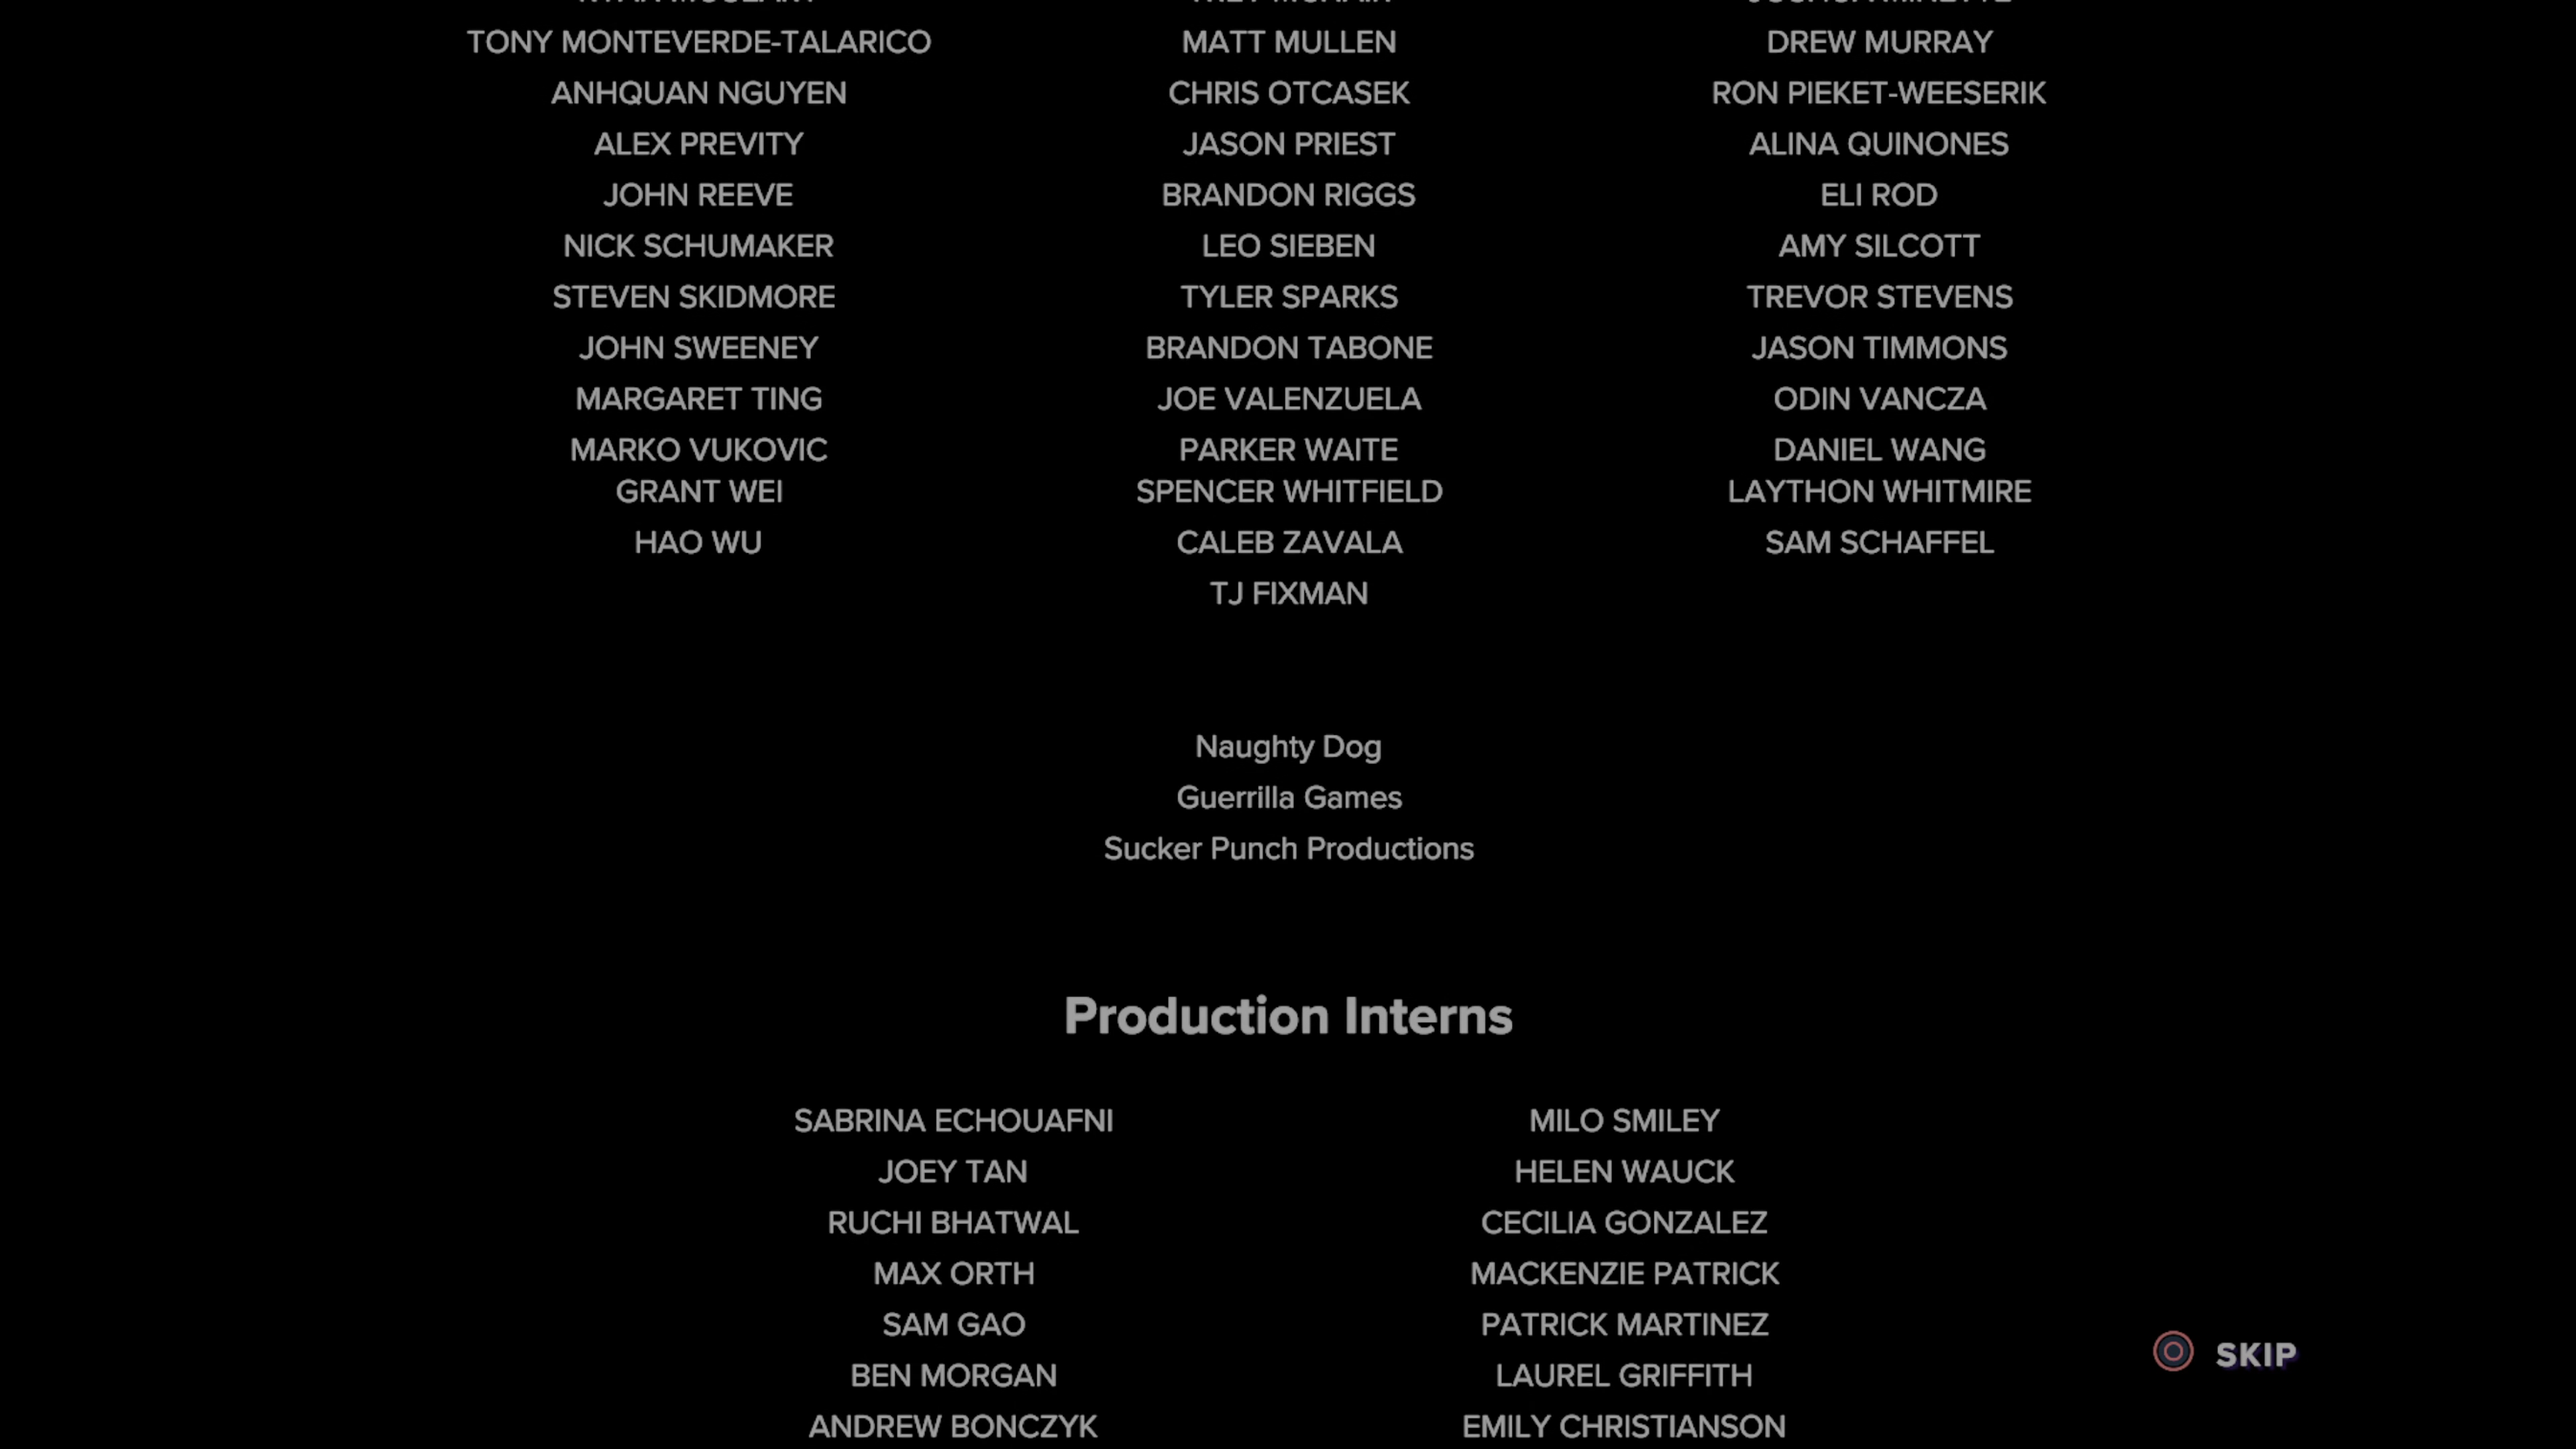 TONY MONTEVERDE-TALARICO MATT MULLEN DREW MURRAY
ANHQUAN NGUYEN CHRIS OTCASEK RON PIEKET-WEESERIK
ALEX PREVITY JASON PRIEST ALINA QUINONES
JOHN REEVE BRANDON RIGGS ELI ROD
NICK SCHUMAKER LEO SIEBEN AMY SILCOTT
STEVEN SKIDMORE TYLER SPARKS TREVOR STEVENS
JOHN SWEENEY BRANDON TABONE JASON TIMMONS
MARGARET TING JOE VALENZUELA ODIN VANCZA
MARKO VUKOVIC PARKER WAITE DANIEL WANG
GRANT WEI SPENCER WHITFIELD LAYTHON WHITMIRE
HAO WU CALEB ZAVALA SAM SCHAFFEL
TJ FIXMAN
Naughty Dog
Guerrilla Games
Sucker Punch Productions
Production Interns
SABRINA ECHOUAFNI MILO SMILEY
JOEY TAN HELEN WAUCK
RUCHI BHATWAL CECILIA GONZALEZ
MAX ORTH MACKENZIE PATRICK
SAM GAO PATRICK MARTINEZ
BEN MORGAN LAUREL GRIFFITH
ANDREW BONCZYK EMILY CHRISTIANSON
SKIP